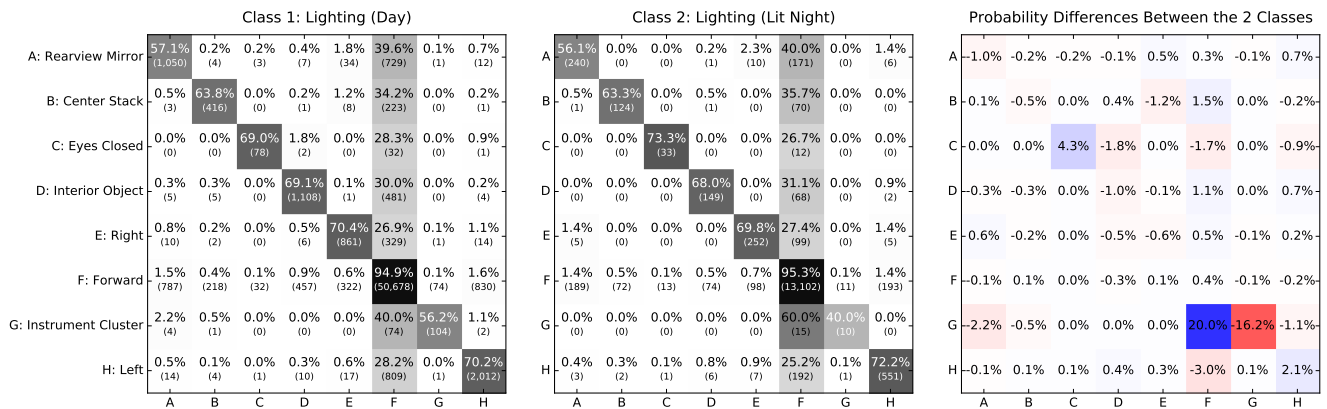 Class 1: Lighting (Day)
Class 2: Lighting (Lit Night)
Probability Differences Between the 2 Classes
A: Rearview Mirror 57.1% 0.2% 0.2% 0.4% 1.8% 39.6% 0.1% 0.7%
(1,050) (4) (3) (7) (34) (729) (1) (12)
B: Center Stack 0.5% 63.8% 0.0% 0.2% 1.2% 34.2% 0.0% 0.2%
(3) (416) (0) (1) (8) (223) (0) (1)
C: Eyes Closed 0.0% 0.0% 69.0% 1.8% 0.0% 28.3% 0.0% 0.9%
(0) (0) (78) (2) (0) (32) (0) (1)
D: Interior Object 0.3% 0.3% 0.0% 69.1% 0.1% 30.0% 0.0% 0.2%
(5) (5) (0) (1,108) (1) (481) (0) (4)
E: Right 0.8% 0.2% 0.0% 0.5% 70.4% 26.9% 0.1% 1.1%
(10) (2) (0) (6) (861) (329) (1) (14)
F: Forward 1.5% 0.4% 0.1% 0.9% 0.6% 94.9% 0.1% 1.6%
(787) (218) (32) (457) (322) (50,678) (74) (830)
G: Instrument Cluster 2.2% 0.5% 0.0% 0.0% 0.0% 40.0% 56.2% 1.1%
(4) (1) (0) (0) (0) (74) (104) (2)
H: Left 0.5% 0.1% 0.0% 0.3% 0.6% 28.2% 0.0% 70.2%
(14) (4) (1) (10) (17) (809) (1) (2,012)
A B C D E F G H
A 56.1% 0.0% 0.0% 0.2% 2.3% 40.0% 0.0% 1.4%
(240) (0) (0) (1) (10) (171) (0) (6)
B 0.5% 63.3% 0.0% 0.5% 0.0% 35.7% 0.0% 0.0%
(1) (124) (0) (1) (0) (70) (0) (0)
C 0.0% 0.0% 73.3% 0.0% 0.0% 26.7% 0.0% 0.0%
(0) (0) (33) (0) (0) (12) (0) (0)
D 0.0% 0.0% 0.0% 68.0% 0.0% 31.1% 0.0% 0.9%
(0) (0) (0) (149) (0) (68) (0) (2)
E 1.4% 0.0% 0.0% 0.0% 69.8% 27.4% 0.0% 1.4%
(5) (0) (0) (0) (252) (99) (0) (5)
F 1.4% 0.5% 0.1% 0.5% 0.7% 95.3% 0.1% 1.4%
(189) (72) (13) (74) (98) (13,102) (11) (193)
G 0.0% 0.0% 0.0% 0.0% 0.0% 60.0% 40.0% 0.0%
(0) (0) (0) (0) (0) (15) (10) (0)
H 0.4% 0.3% 0.1% 0.8% 0.9% 25.2% 0.1% 72.2%
(3) (2) (1) (6) (7) (192) (1) (551)
A B C D E F G H
A -1.0% -0.2% -0.2% -0.1% 0.5% 0.3% -0.1% 0.7%
B 0.1% -0.5% 0.0% 0.4% -1.2% 1.5% 0.0% -0.2%
C 0.0% 0.0% 4.3% -1.8% 0.0% -1.7% 0.0% -0.9%
D -0.3% -0.3% 0.0% -1.0% -0.1% 1.1% 0.0% 0.7%
E 0.6% -0.2% 0.0% -0.5% -0.6% 0.5% -0.1% 0.2%
F -0.1% 0.1% 0.0% -0.3% 0.1% 0.4% -0.1% -0.2%
G -2.2% -0.5% 0.0% 0.0% 0.0% 20.0% -16.2% -1.1%
H -0.1% 0.1% 0.1% 0.4% 0.3% -3.0% 0.1% 2.1%
A B C D E F G H